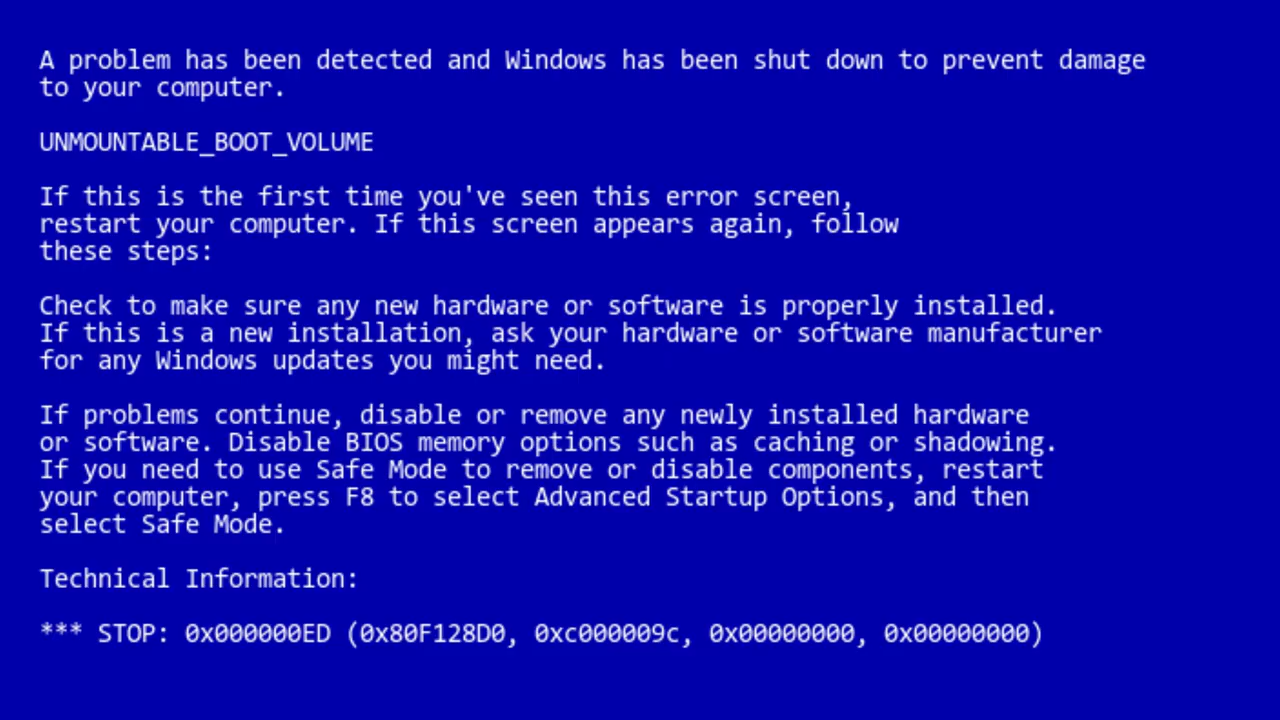 A problem has been detected and Windows has been shut down to prevent damage
to your computer.
UNMOUNTABLE_BOOT_VOLUME
If this is the first time you've seen this error screen,
restart your computer. If this screen appears again, follow
these steps:
Check to make sure any new hardware or software is properly installed.
If this is a new installation, ask your hardware or software manufacturer
for any Windows updates you might need.
If problems continue, disable or remove any newly installed hardware
or software. Disable BIOS memory options such as caching or shadowing.
If you need to use Safe Mode to remove or disable components, restart
your computer, press F8 to select Advanced Startup Options, and then
select Safe Mode.
Technical Information:
*** STOP: 0x000000ED (0x80F128D0, 0xc000009c, 0x00000000, 0x00000000)